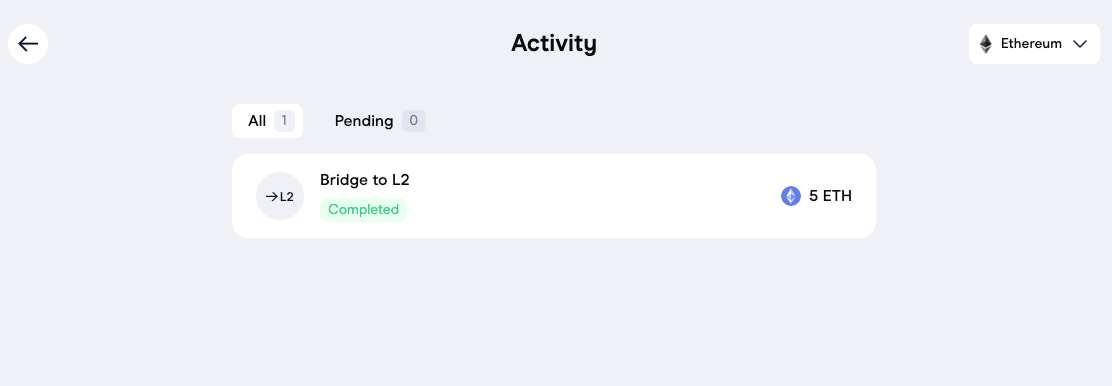 Activity
Ethereum
All 1 Pending 0
→L2
Bridge to L2
Completed
5 ETH